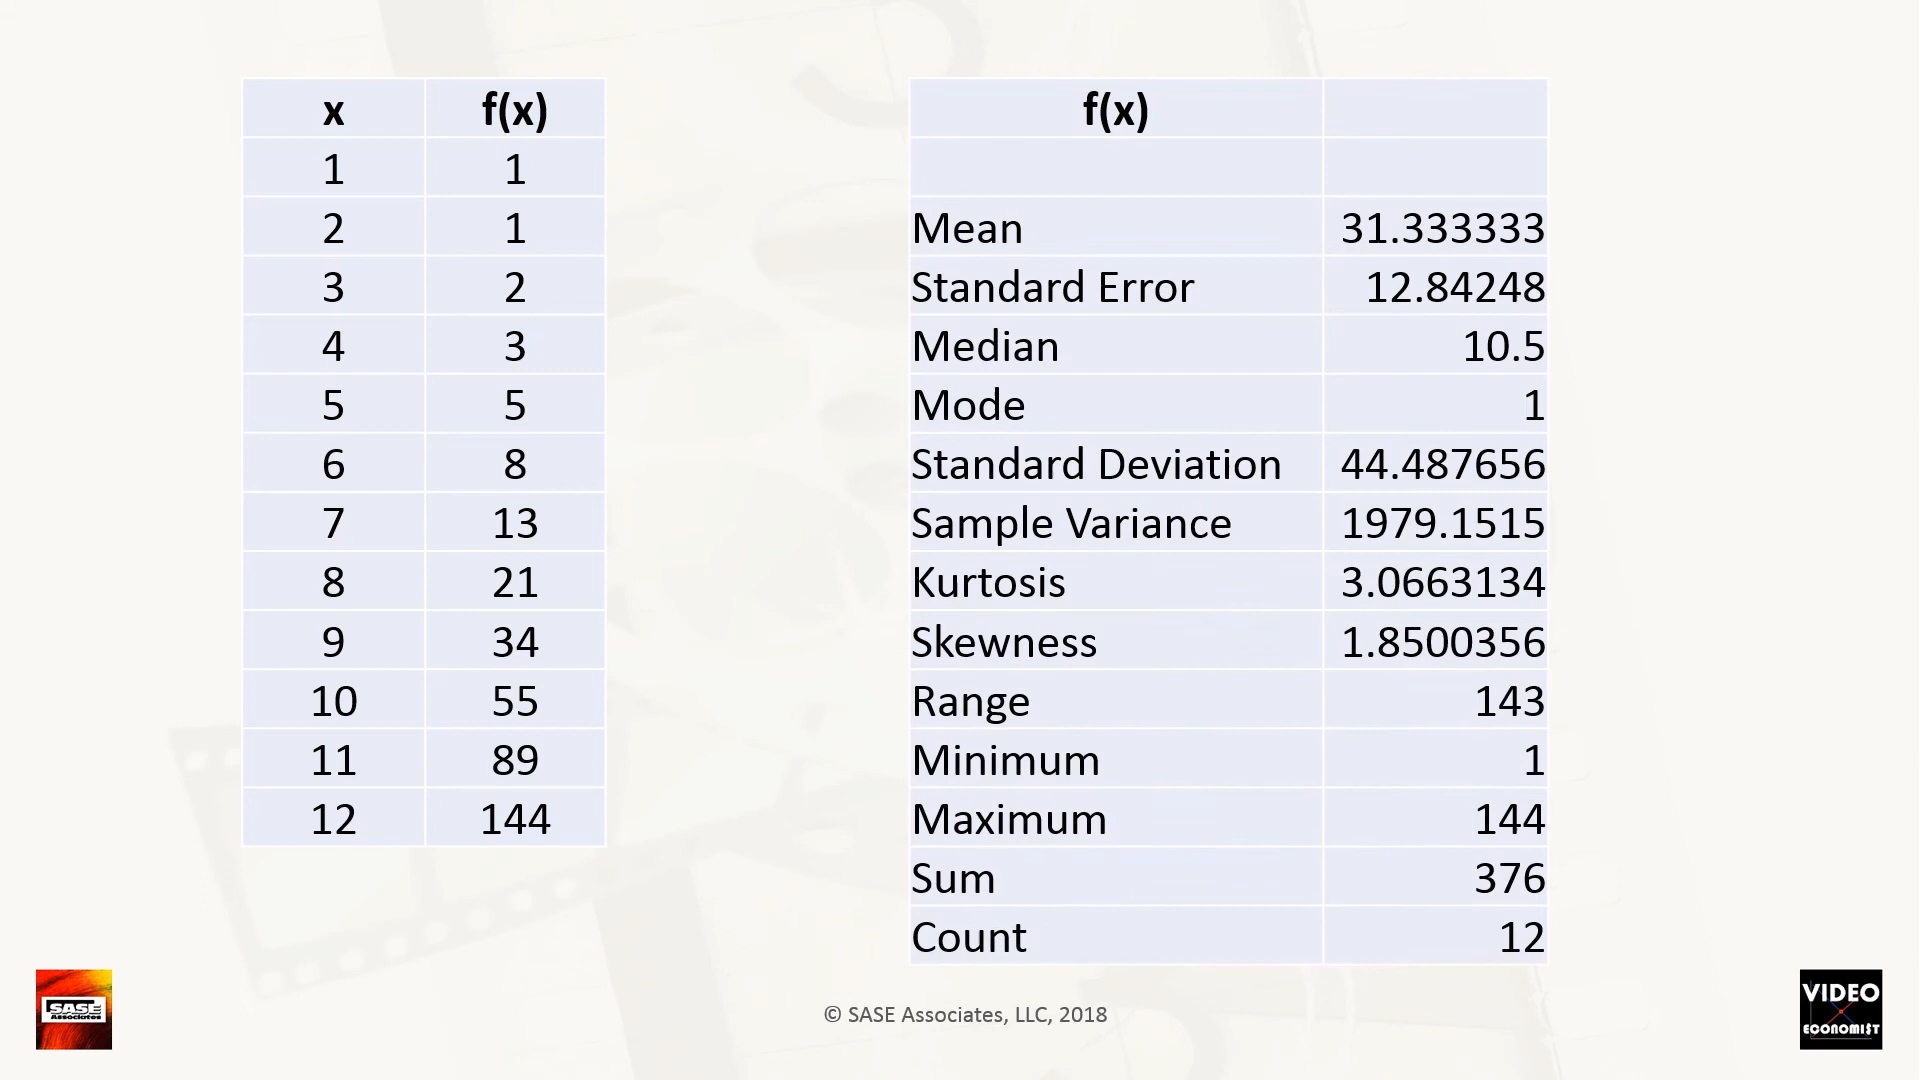 x f(x)
1 1
2 1
3 2
4 3
5 5
6 8
7 13
8 21
9 34
10 55
11 89
12 144
f(x)
Mean 31.333333
Standard Error 12.84248
Median 10.5
Mode 1
Standard Deviation 44.487656
Sample Variance 1979.1515
Kurtosis 3.0663134
Skewness 1.8500356
Range 143
Minimum 1
Maximum 144
Sum 376
Count 12
SASE
Associates
© SASE Associates, LLC, 2018
VIDEO
ECONOMIST